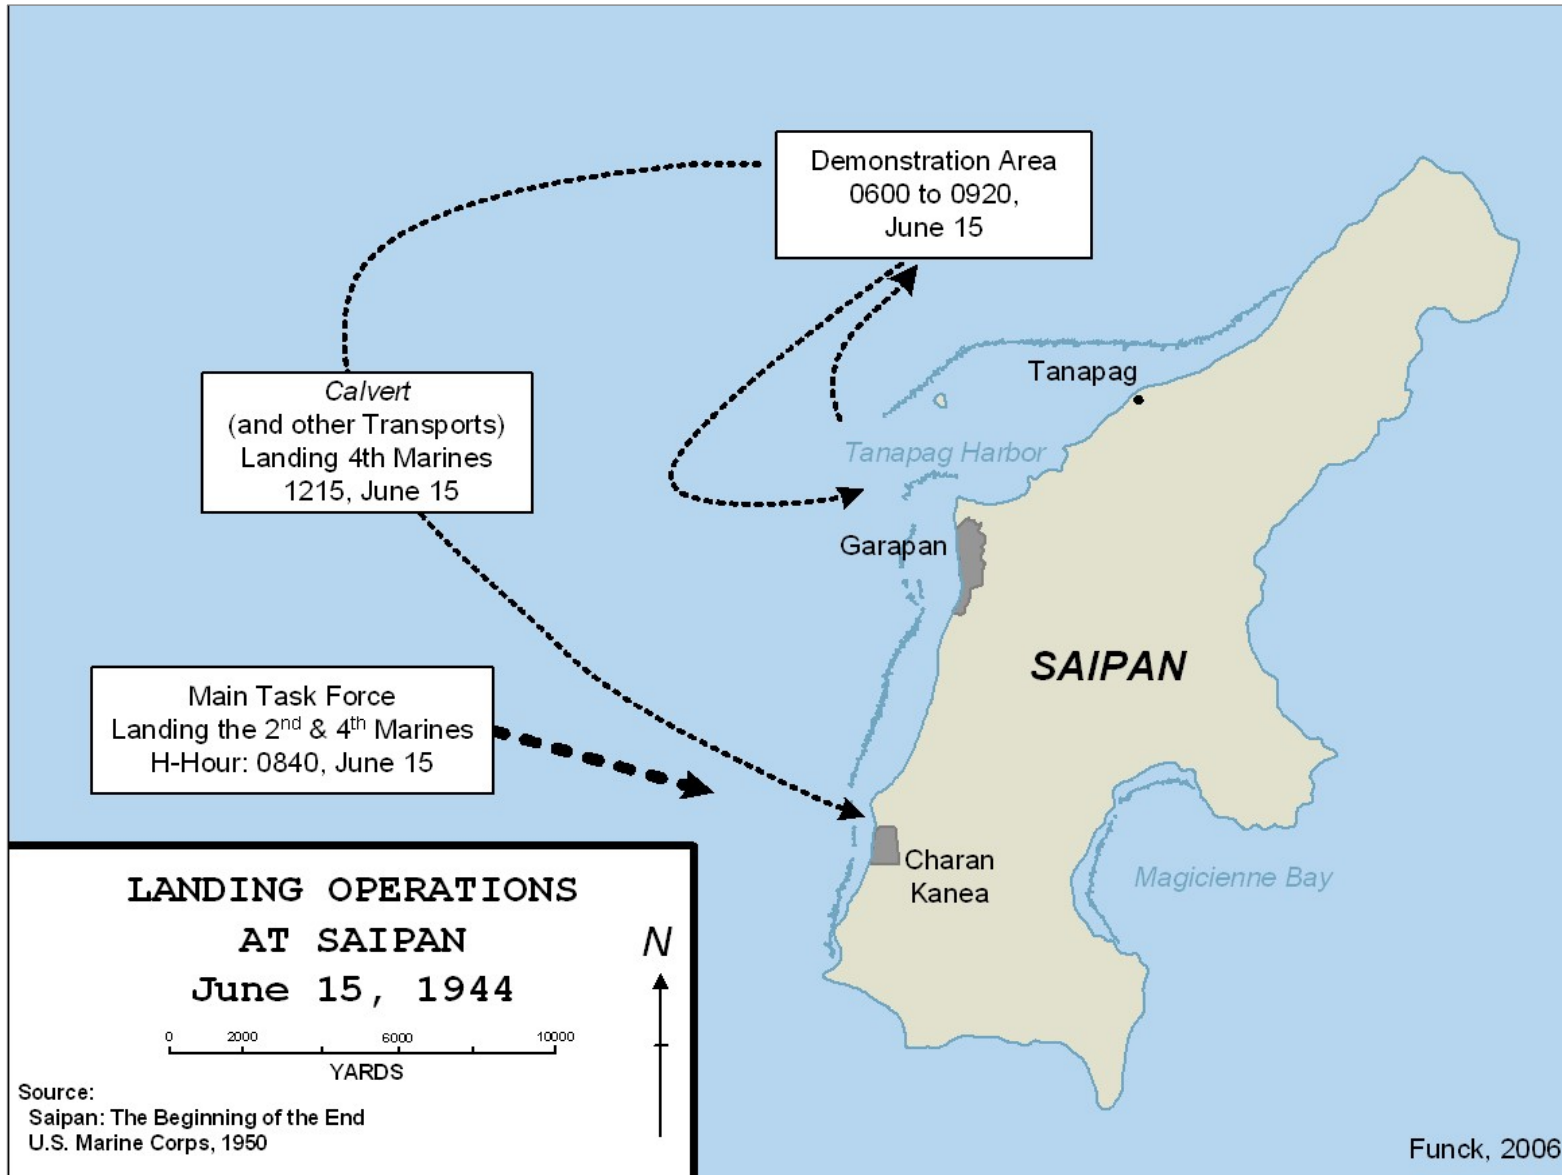 Demonstration Area
0600 to 0920,
June 15
Tanapag
Calvert
(and other Transports)
Landing 4th Marines
1215, June 15
Tanapag Harbor
Garapan
SAIPAN
Main Task Force
Landing the 2nd & 4th Marines
H-Hour: 0840, June 15
Charan
Kanea
Magicienne Bay
LANDING OPERATIONS
AT SAIPAN
June 15, 1944
N
0 2000 6000 10000
YARDS
Source:
Saipan: The Beginning of the End
U.S. Marine Corps, 1950
Funck, 2006